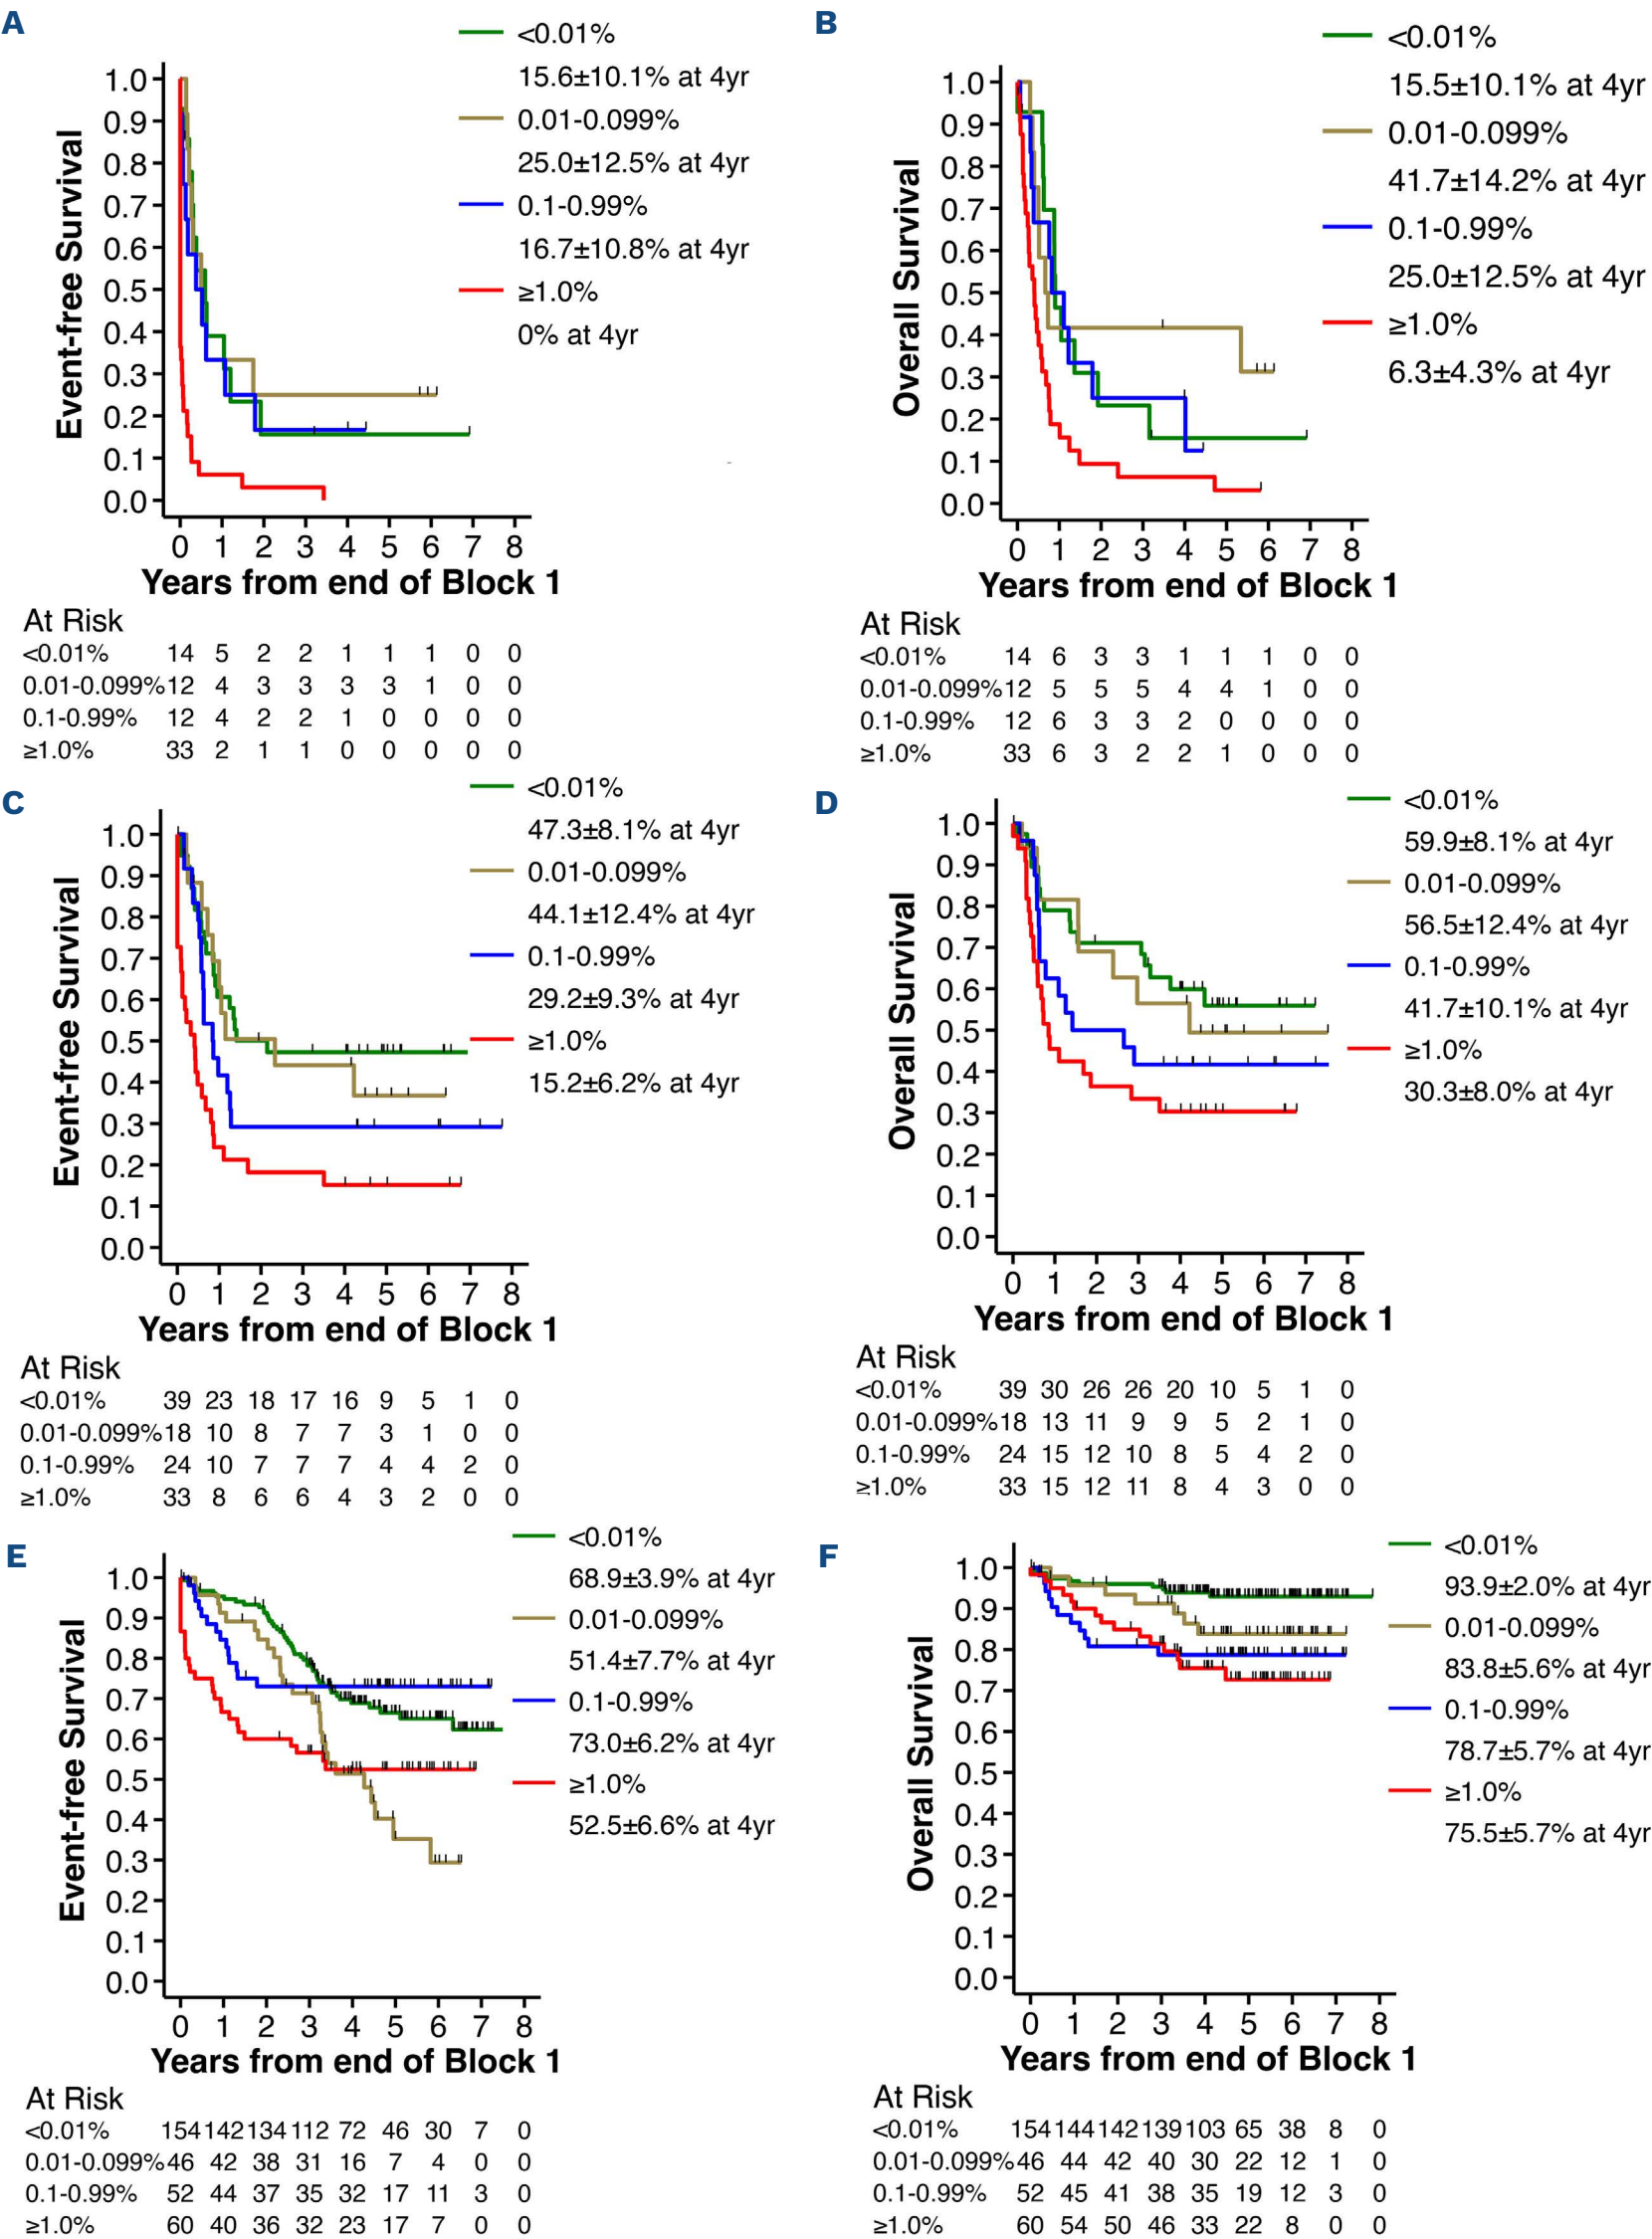 A
<0.01%
15.6±10.1% at 4yr
0.01-0.099%
25.0±12.5% at 4yr
0.1-0.99%
16.7±10.8% at 4yr
≥1.0%
0% at 4yr
Event-free Survival
1.0
0.9
0.8
0.7
0.6
0.5
0.4
0.3
0.2
0.1
0.0
0 1 2 3 4 5 6 7 8
Years from end of Block 1
At Risk
<0.01% 14 5 2 2 1 1 1 0 0
0.01-0.099% 12 4 3 3 3 3 1 0 0
0.1-0.99% 12 4 2 2 1 0 0 0 0
≥1.0% 33 2 1 1 0 0 0 0 0
B
<0.01%
15.5±10.1% at 4yr
0.01-0.099%
41.7±14.2% at 4yr
0.1-0.99%
25.0±12.5% at 4yr
≥1.0%
6.3±4.3% at 4yr
Overall Survival
1.0
0.9
0.8
0.7
0.6
0.5
0.4
0.3
0.2
0.1
0.0
0 1 2 3 4 5 6 7 8
Years from end of Block 1
At Risk
<0.01% 14 6 3 3 1 1 1 0 0
0.01-0.099% 12 5 5 5 4 4 1 0 0
0.1-0.99% 12 6 3 3 2 0 0 0 0
≥1.0% 33 6 3 2 2 1 0 0 0
C
<0.01%
47.3±8.1% at 4yr
0.01-0.099%
44.1±12.4% at 4yr
0.1-0.99%
29.2±9.3% at 4yr
≥1.0%
15.2±6.2% at 4yr
Event-free Survival
1.0
0.9
0.8
0.7
0.6
0.5
0.4
0.3
0.2
0.1
0.0
0 1 2 3 4 5 6 7 8
Years from end of Block 1
At Risk
<0.01% 39 23 18 17 16 9 5 1 0
0.01-0.099% 18 10 8 7 7 3 1 0 0
0.1-0.99% 24 10 7 7 7 4 4 2 0
≥1.0% 33 8 6 6 4 3 2 0 0
D
<0.01%
59.9±8.1% at 4yr
0.01-0.099%
56.5±12.4% at 4yr
0.1-0.99%
41.7±10.1% at 4yr
≥1.0%
30.3±8.0% at 4yr
Overall Survival
1.0
0.9
0.8
0.7
0.6
0.5
0.4
0.3
0.2
0.1
0.0
0 1 2 3 4 5 6 7 8
Years from end of Block 1
At Risk
<0.01% 39 30 26 26 20 10 5 1 0
0.01-0.099% 18 13 11 9 9 5 2 1 0
0.1-0.99% 24 15 12 10 8 5 4 2 0
≥1.0% 33 15 12 11 8 4 3 0 0
E
<0.01%
68.9±3.9% at 4yr
0.01-0.099%
51.4±7.7% at 4yr
0.1-0.99%
73.0±6.2% at 4yr
≥1.0%
52.5±6.6% at 4yr
Event-free Survival
1.0
0.9
0.8
0.7
0.6
0.5
0.4
0.3
0.2
0.1
0.0
0 1 2 3 4 5 6 7 8
Years from end of Block 1
At Risk
<0.01% 154 142 134 112 72 46 30 7 0
0.01-0.099% 46 42 38 31 16 7 4 0 0
0.1-0.99% 52 44 37 35 32 17 11 3 0
≥1.0% 60 40 36 32 23 17 7 0 0
F
<0.01%
93.9±2.0% at 4yr
0.01-0.099%
83.8±5.6% at 4yr
0.1-0.99%
78.7±5.7% at 4yr
≥1.0%
75.5±5.7% at 4yr
Overall Survival
1.0
0.9
0.8
0.7
0.6
0.5
0.4
0.3
0.2
0.1
0.0
0 1 2 3 4 5 6 7 8
Years from end of Block 1
At Risk
<0.01% 154 144 142 139 103 65 38 8 0
0.01-0.099% 46 44 42 40 30 22 12 1 0
0.1-0.99% 52 45 41 38 35 19 12 3 0
≥1.0% 60 54 50 46 33 22 8 0 0